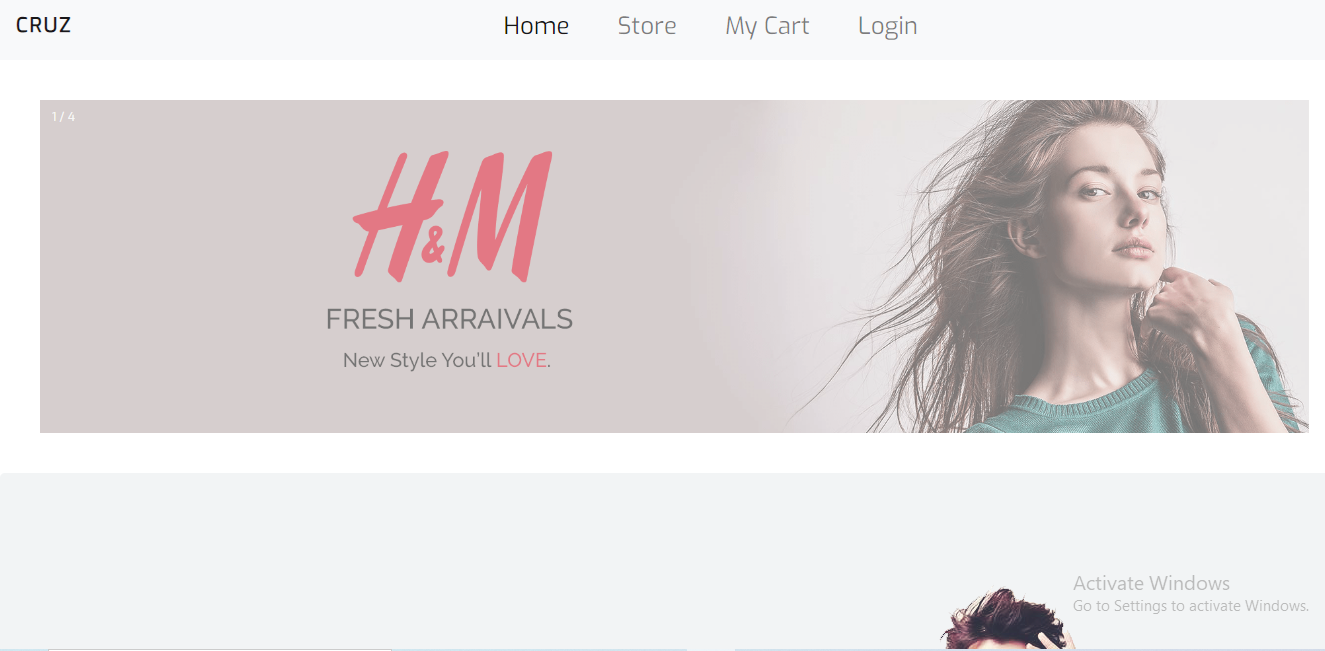 CRUZ
Home Store My Cart Login
1 / 4
H&M
FRESH ARRAIVALS
New Style You'll LOVE.
Activate Windows
Go to Settings to activate Windows.